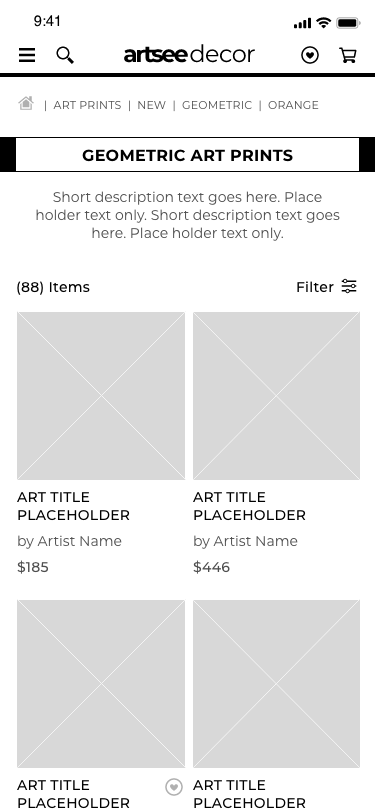 9:41
artsee decor
| ART PRINTS | NEW | GEOMETRIC | ORANGE
GEOMETRIC ART PRINTS
Short description text goes here. Place
holder text only. Short description text goes
here. Place holder text only.
(88) Items
Filter
ART TITLE
PLACEHOLDER
by Artist Name
$185
ART TITLE
PLACEHOLDER
by Artist Name
$446
ART TITLE
PLACEHOLDER
ART TITLE
PLACEHOLDER